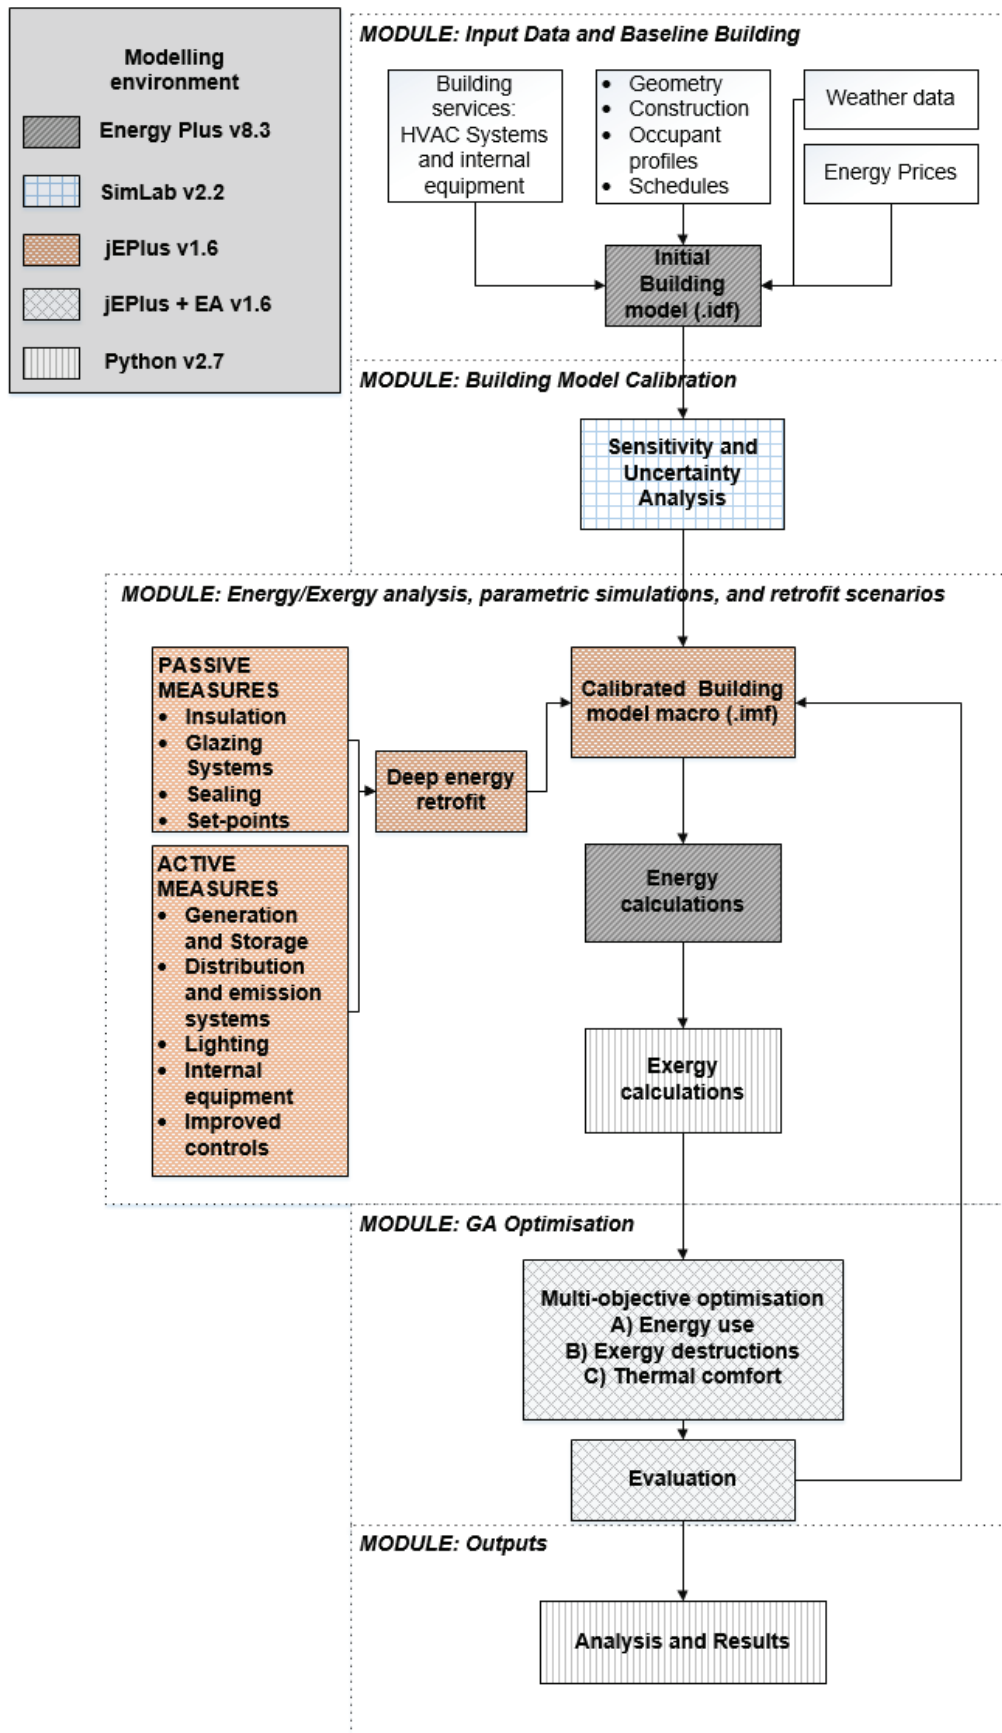 Modelling
environment
Energy Plus v8.3
SimLab v2.2
jEPlus v1.6
jEPlus + EA v1.6
Python v2.7
MODULE: Input Data and Baseline Building
Building
services:
HVAC Systems
and internal
equipment
• Geometry
• Construction
• Occupant
profiles
• Schedules
Weather data
Energy Prices
Initial
Building
model (.idf)
MODULE: Building Model Calibration
Sensitivity and
Uncertainty
Analysis
MODULE: Energy/Exergy analysis, parametric simulations, and retrofit scenarios
PASSIVE
MEASURES
• Insulation
• Glazing
Systems
• Sealing
• Set-points
ACTIVE
MEASURES
• Generation
and Storage
• Distribution
and emission
systems
• Lighting
• Internal
equipment
• Improved
controls
Deep energy
retrofit
Calibrated Building
model macro (.imf)
Energy
calculations
Exergy
calculations
MODULE: GA Optimisation
Multi-objective optimisation
A) Energy use
B) Exergy destructions
C) Thermal comfort
Evaluation
MODULE: Outputs
Analysis and Results